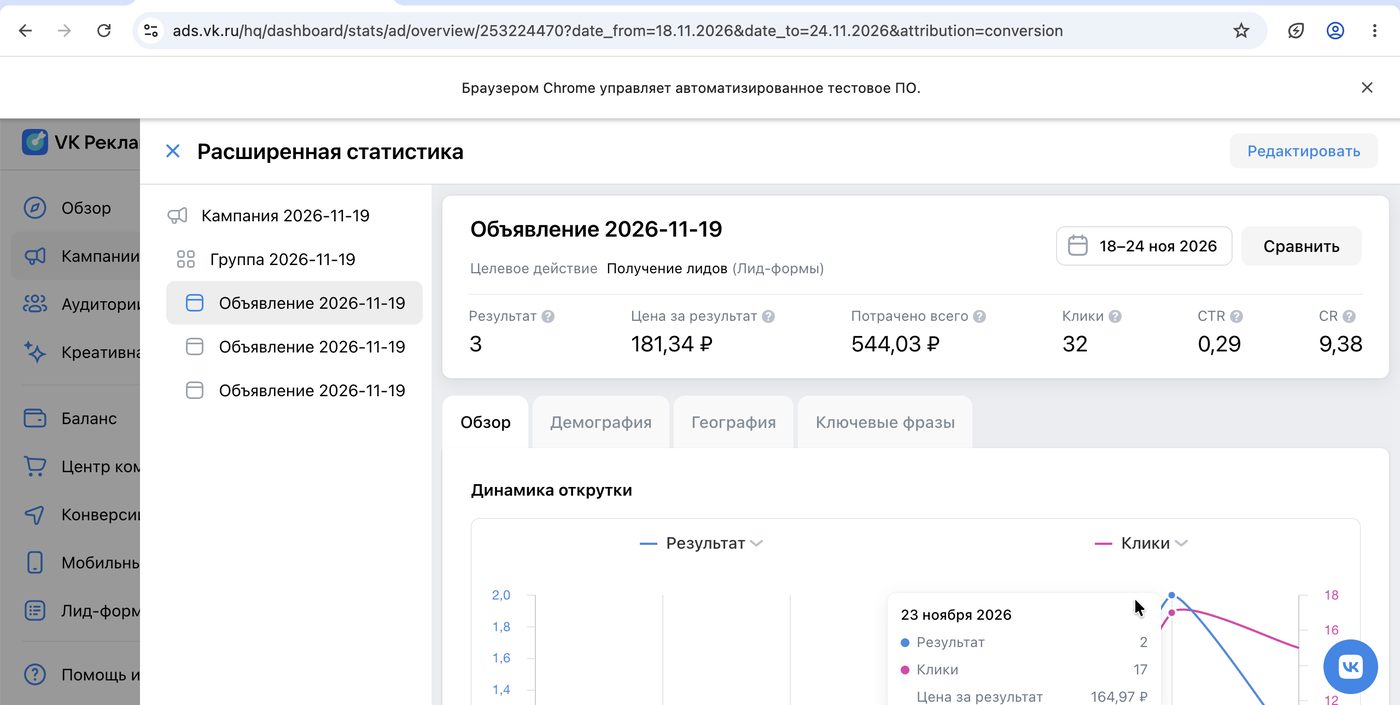 ads.vk.ru/hq/dashboard/stats/ad/overview/253224470?date_from=18.11.2026&date_to=24.11.2026&attribution=conversion
Браузером Chrome управляет автоматизированное тестовое ПО.
VK Рекла
Расширенная статистика
Редактировать
Обзор
Кампании
Аудитории
Креативна
Баланс
Центр ком
Конверси
Мобильнь
Лид-форм
Помощь и
Кампания 2026-11-19
Группа 2026-11-19
Объявление 2026-11-19
Объявление 2026-11-19
Объявление 2026-11-19
Объявление 2026-11-19
18–24 ноя 2026
Сравнить
Целевое действие Получение лидов (Лид-формы)
Результат ? Цена за результат ? Потрачено всего ? Клики ? CTR ? CR ?
3 181,34 ₽ 544,03 ₽ 32 0,29 9,38
Обзор Демография География Ключевые фразы
Динамика открутки
Результат Клики
2,0
1,8
1,6
1,4
23 ноября 2026
Результат 2
Клики 17
Цена за результат 164,97 ₽
18
16
12